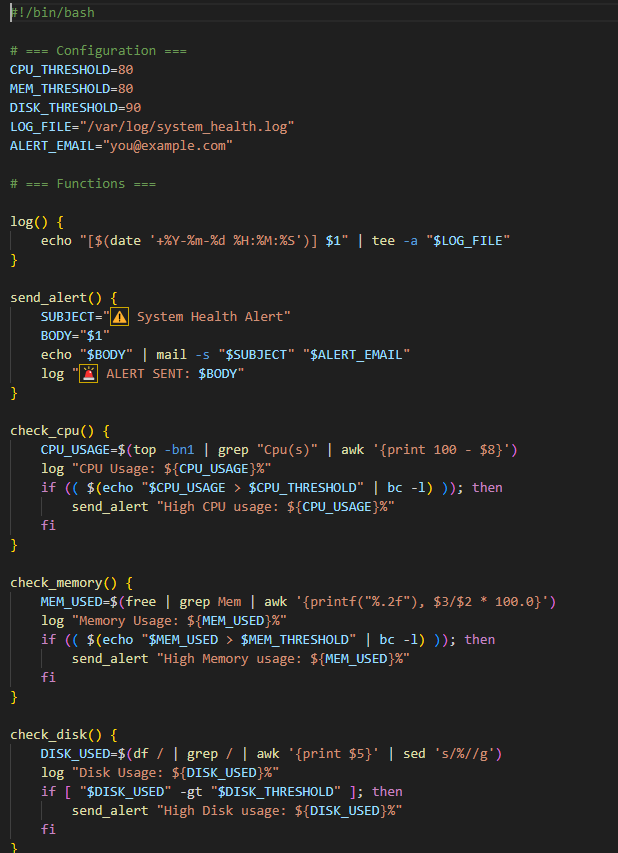 #!/bin/bash
# === Configuration ===
CPU_THRESHOLD=80
MEM_THRESHOLD=80
DISK_THRESHOLD=90
LOG_FILE="/var/log/system_health.log"
ALERT_EMAIL="you@example.com"
# === Functions ===
log() {
    echo "[$(date '+%Y-%m-%d %H:%M:%S')] $1" | tee -a "$LOG_FILE"
}
send_alert() {
    SUBJECT="⚠️ System Health Alert"
    BODY="$1"
    echo "$BODY" | mail -s "$SUBJECT" "$ALERT_EMAIL"
    log "🚨 ALERT SENT: $BODY"
}
check_cpu() {
    CPU_USAGE=$(top -bn1 | grep "Cpu(s)" | awk '{print 100 - $8}')
    log "CPU Usage: ${CPU_USAGE}%"
    if (( $(echo "$CPU_USAGE > $CPU_THRESHOLD" | bc -l) )); then
        send_alert "High CPU usage: ${CPU_USAGE}%"
    fi
}
check_memory() {
    MEM_USED=$(free | grep Mem | awk '{printf("%.2f"), $3/$2 * 100.0}')
    log "Memory Usage: ${MEM_USED}%"
    if (( $(echo "$MEM_USED > $MEM_THRESHOLD" | bc -l) )); then
        send_alert "High Memory usage: ${MEM_USED}%"
    fi
}
check_disk() {
    DISK_USED=$(df / | grep / | awk '{print $5}' | sed 's/%//g')
    log "Disk Usage: ${DISK_USED}%"
    if [ "$DISK_USED" -gt "$DISK_THRESHOLD" ]; then
        send_alert "High Disk usage: ${DISK_USED}%"
    fi
}